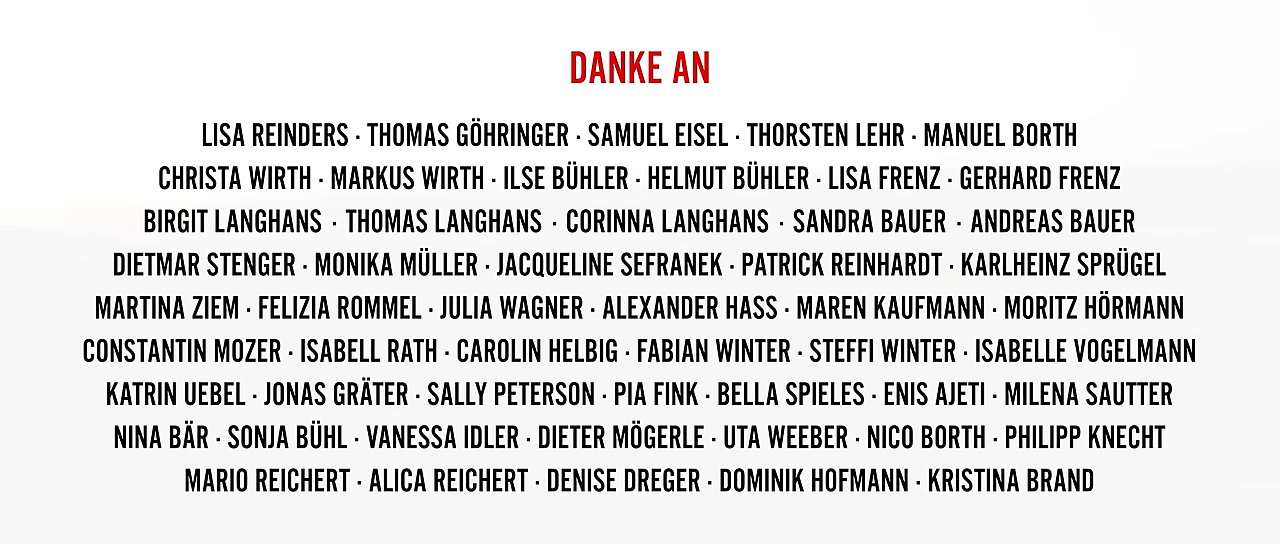 DANKE AN
LISA REINDERS · THOMAS GÖHRINGER · SAMUEL EISEL · THORSTEN LEHR · MANUEL BORTH
CHRISTA WIRTH · MARKUS WIRTH · ILSE BÜHLER · HELMUT BÜHLER · LISA FRENZ · GERHARD FRENZ
BIRGIT LANGHANS · THOMAS LANGHANS · CORINNA LANGHANS · SANDRA BAUER · ANDREAS BAUER
DIETMAR STENGER · MONIKA MÜLLER · JACQUELINE SEFRANEK · PATRICK REINHARDT · KARLHEINZ SPRÜGEL
MARTINA ZIEM · FELIZIA ROMMEL · JULIA WAGNER · ALEXANDER HASS · MAREN KAUFMANN · MORITZ HÖRMANN
CONSTANTIN MOZER · ISABELL RATH · CAROLIN HELBIG · FABIAN WINTER · STEFFI WINTER · ISABELLE VOGELMANN
KATRIN UEBEL · JONAS GRÄTER · SALLY PETERSON · PIA FINK · BELLA SPIELES · ENIS AJETI · MILENA SAUTTER
NINA BÄR · SONJA BÜHL · VANESSA IDLER · DIETER MÖGERLE · UTA WEEBER · NICO BORTH · PHILIPP KNECHT
MARIO REICHERT · ALICA REICHERT · DENISE DREGER · DOMINIK HOFMANN · KRISTINA BRAND